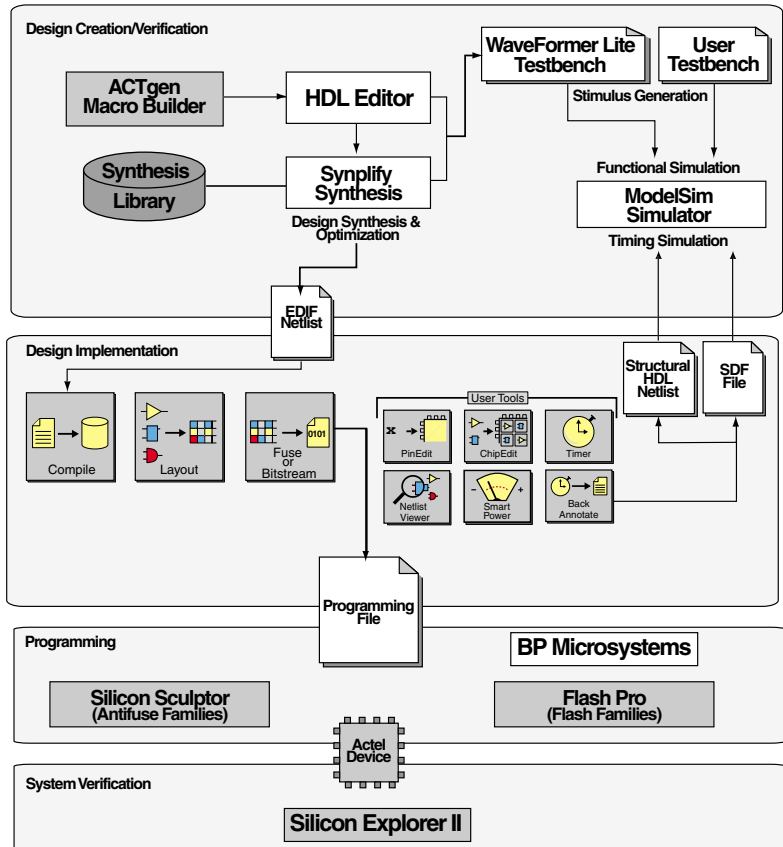 Design Creation/Verification
ACTgen
Macro Builder
HDL Editor
WaveFormer Lite
Testbench
User
Testbench
Stimulus Generation
Synthesis
Library
Synplify
Synthesis
Design Synthesis &
Optimization
Functional Simulation
ModelSim
Simulator
Timing Simulation
EDIF
Netlist
Design Implementation
Structural
HDL
Netlist
SDF
File
Compile
Layout
0101
Fuse
or
Bitstream
User Tools
x
PinEdit
ChipEdit
Timer
Netlist
Viewer
- +
Smart
Power
Back
Annotate
Programming
File
Programming
BP Microsystems
Silicon Sculptor
(Antifuse Families)
Flash Pro
(Flash Families)
Actel
Device
System Verification
Silicon Explorer II